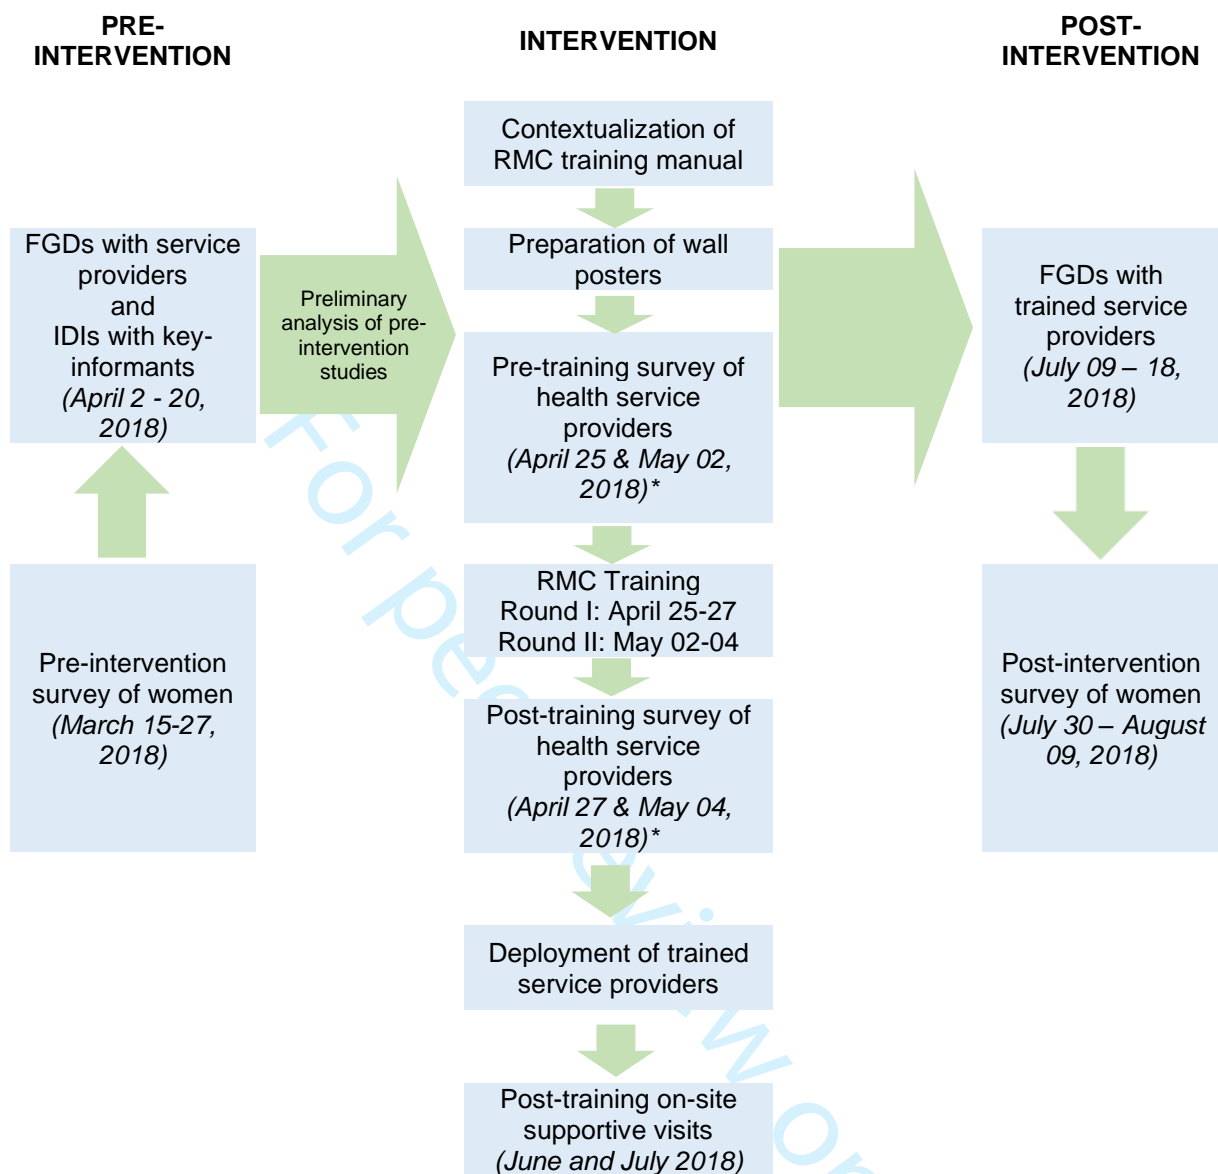 PRE-
INTERVENTION
INTERVENTION
POST-
INTERVENTION
FGDs with service
providers
and
IDIs with key-
informants
(April 2 - 20,
2018)
Pre-intervention
survey of women
(March 15-27,
2018)
Preliminary
analysis of pre-
intervention
studies
Contextualization of
RMC training manual
Preparation of wall
posters
Pre-training survey of
health service
providers
(April 25 & May 02,
2018)*
RMC Training
Round I: April 25-27
Round II: May 02-04
Post-training survey of
health service
providers
(April 27 & May 04,
2018)*
Deployment of trained
service providers
Post-training on-site
supportive visits
(June and July 2018)
FGDs with
trained service
providers
(July 09 – 18,
2018)
Post-intervention
survey of women
(July 30 – August
09, 2018)
For pee
eview on